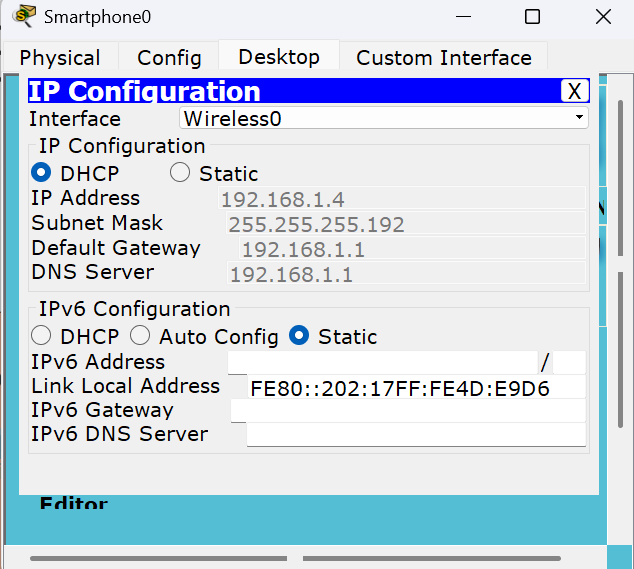 Smartphone0
Physical Config Desktop Custom Interface
IP Configuration X
Interface Wireless0
IP Configuration
DHCP Static
IP Address 192.168.1.4
Subnet Mask 255.255.255.192
Default Gateway 192.168.1.1
DNS Server 192.168.1.1
IPv6 Configuration
DHCP Auto Config Static
IPv6 Address /
Link Local Address FE80::202:17FF:FE4D:E9D6
IPv6 Gateway
IPv6 DNS Server
Editor